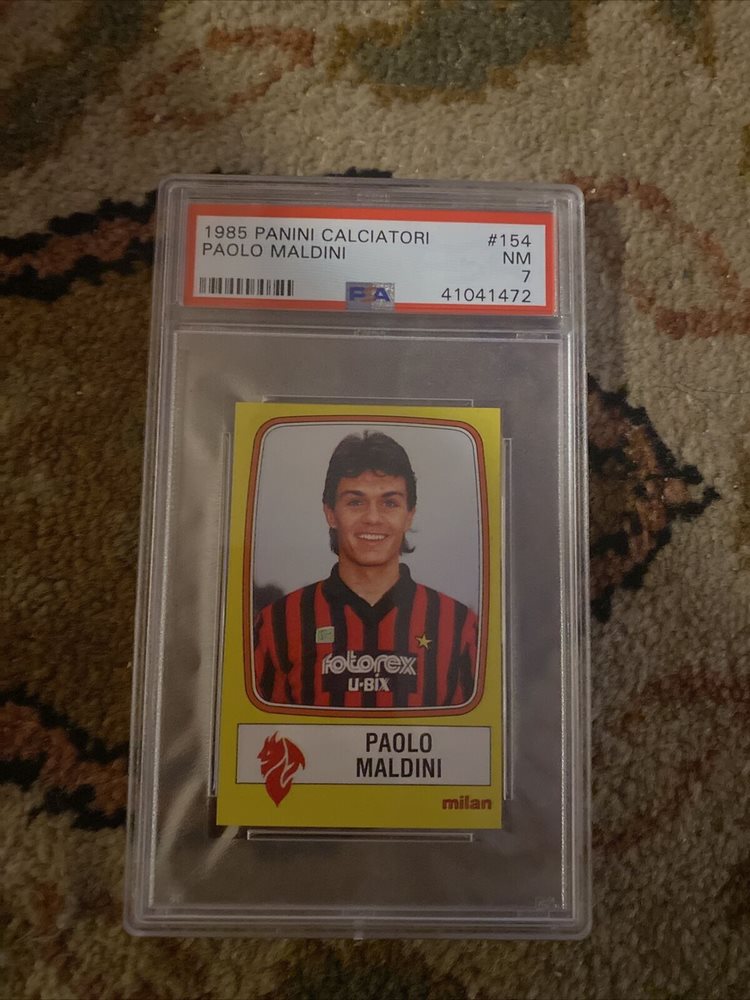 1985 PANINI CALCIATORI #154
PAOLO MALDINI NM
7
PSA 41041472
fotorex
U-BIX
PAOLO
MALDINI
milan